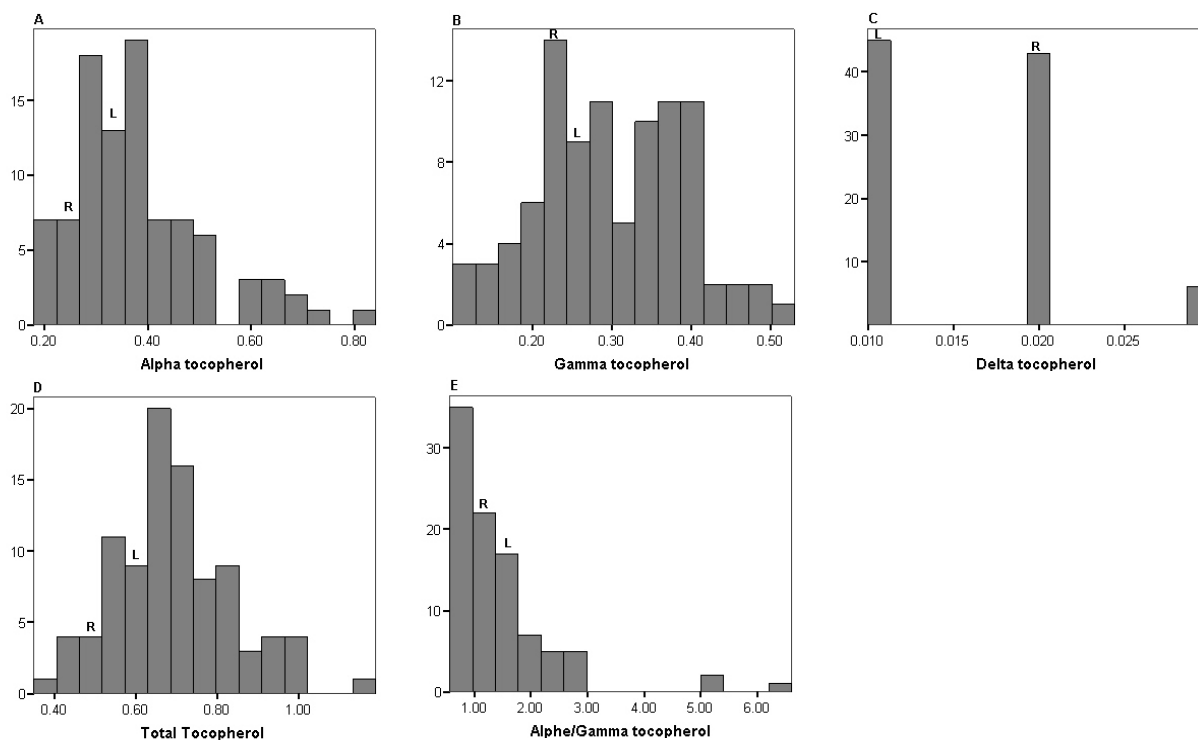 A
15
10
5
0
R
L
0.20 0.40 0.60 0.80
Alpha tocopherol
B
12
8
4
0
R
L
0.20 0.30 0.40 0.50
Gamma tocopherol
C
40
30
20
10
0
L
R
0.010 0.015 0.020 0.025
Delta tocopherol
D
20
15
10
5
0
R
L
0.40 0.60 0.80 1.00
Total Tocopherol
E
30
20
10
0
R
L
1.00 2.00 3.00 4.00 5.00 6.00
Alphe/Gamma tocopherol